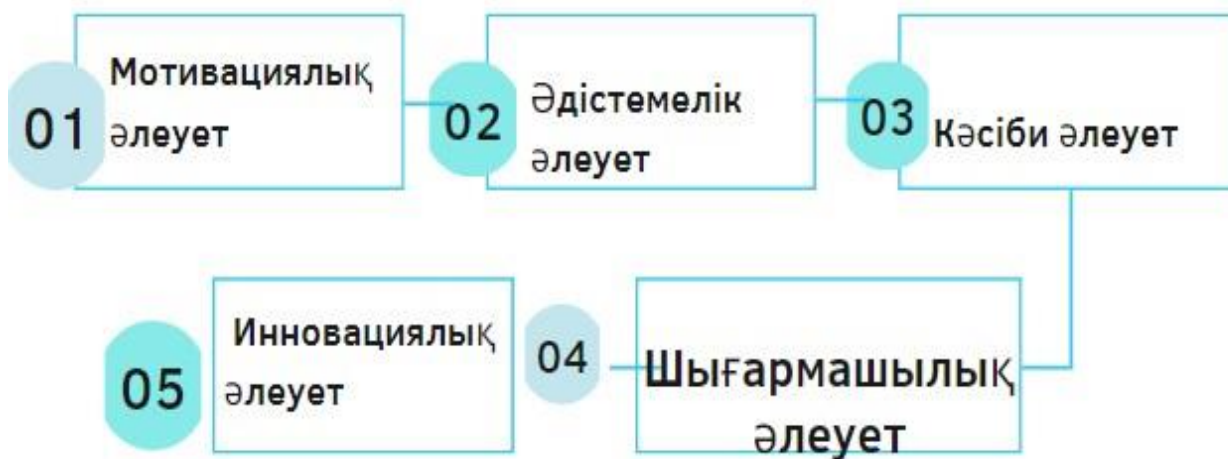 01
Мотивациялық
әлеует
02
Әдістемелік
әлеует
03
Кәсіби әлеует
04
Шығармашылық
әлеует
05
Инновациялық
әлеует